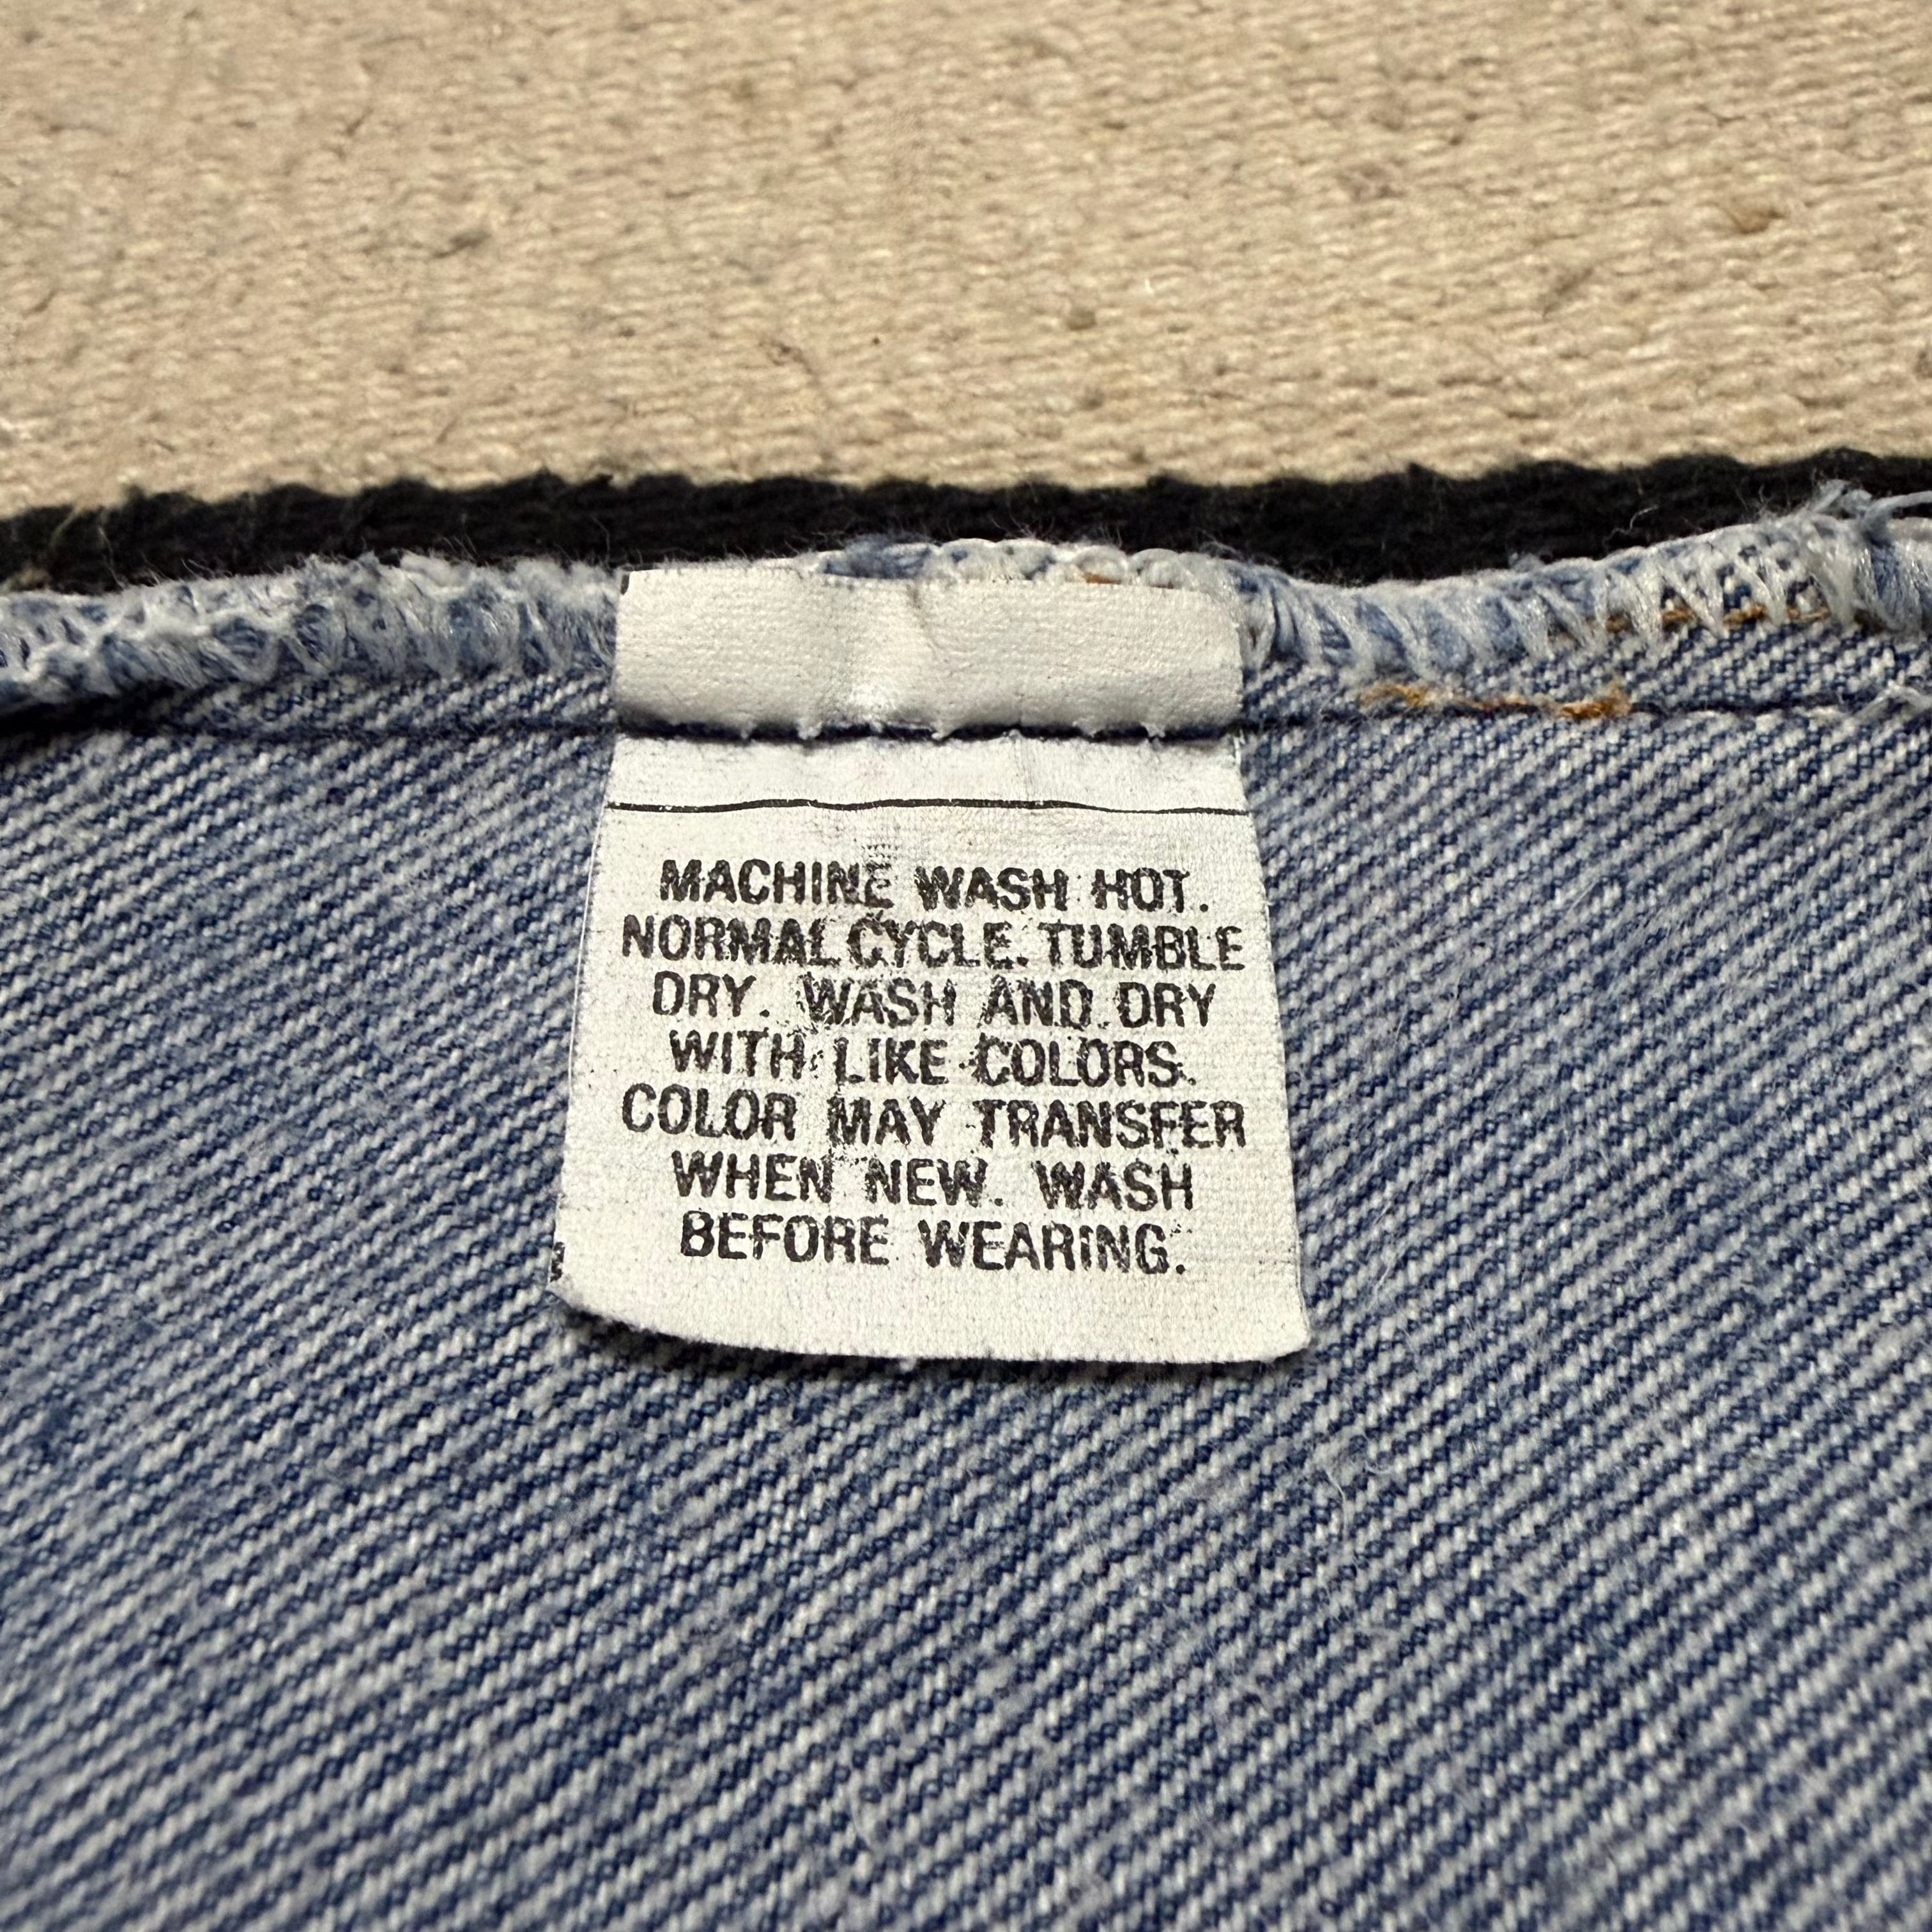 MACHINE WASH HOT.
NORMAL CYCLE. TUMBLE
DRY. WASH AND DRY
WITH LIKE COLORS.
COLOR MAY TRANSFER
WHEN NEW. WASH
BEFORE WEARING.